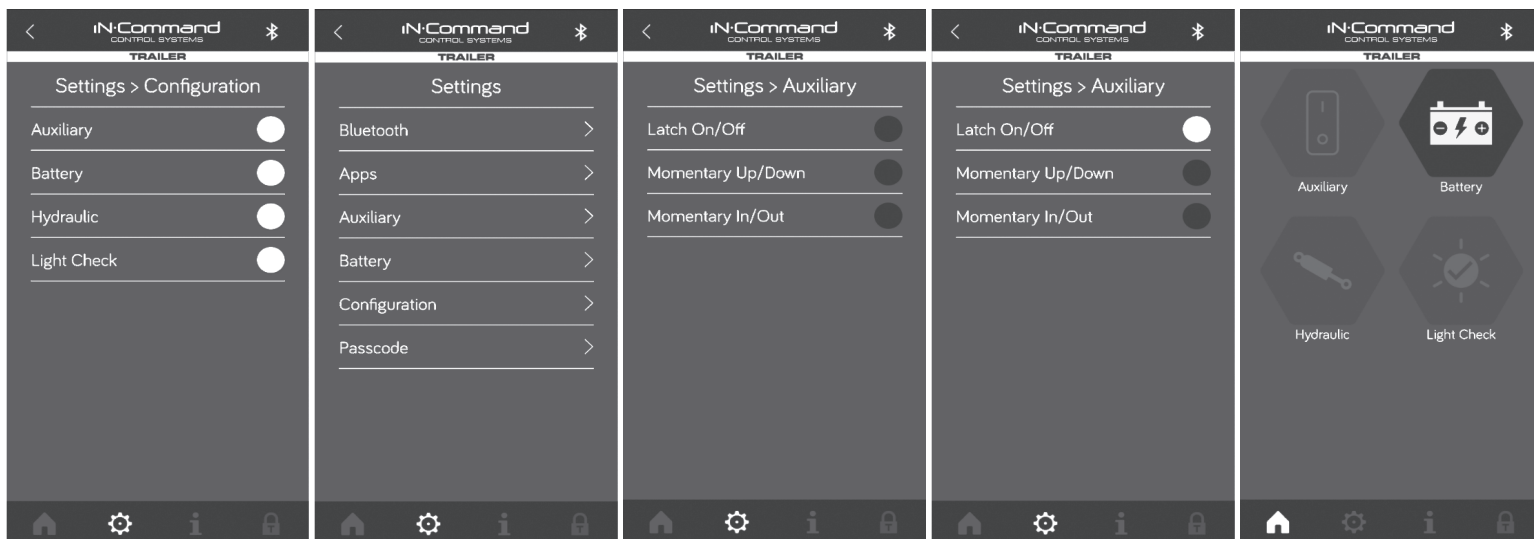 iN·Command
CONTROL SYSTEMS
TRAILER
Settings > Configuration
Auxiliary
Battery
Hydraulic
Light Check
iN·Command
CONTROL SYSTEMS
TRAILER
Settings
Bluetooth
Apps
Auxiliary
Battery
Configuration
Passcode
iN·Command
CONTROL SYSTEMS
TRAILER
Settings > Auxiliary
Latch On/Off
Momentary Up/Down
Momentary In/Out
iN·Command
CONTROL SYSTEMS
TRAILER
Settings > Auxiliary
Latch On/Off
Momentary Up/Down
Momentary In/Out
iN·Command
CONTROL SYSTEMS
TRAILER
Auxiliary
Battery
Hydraulic
Light Check